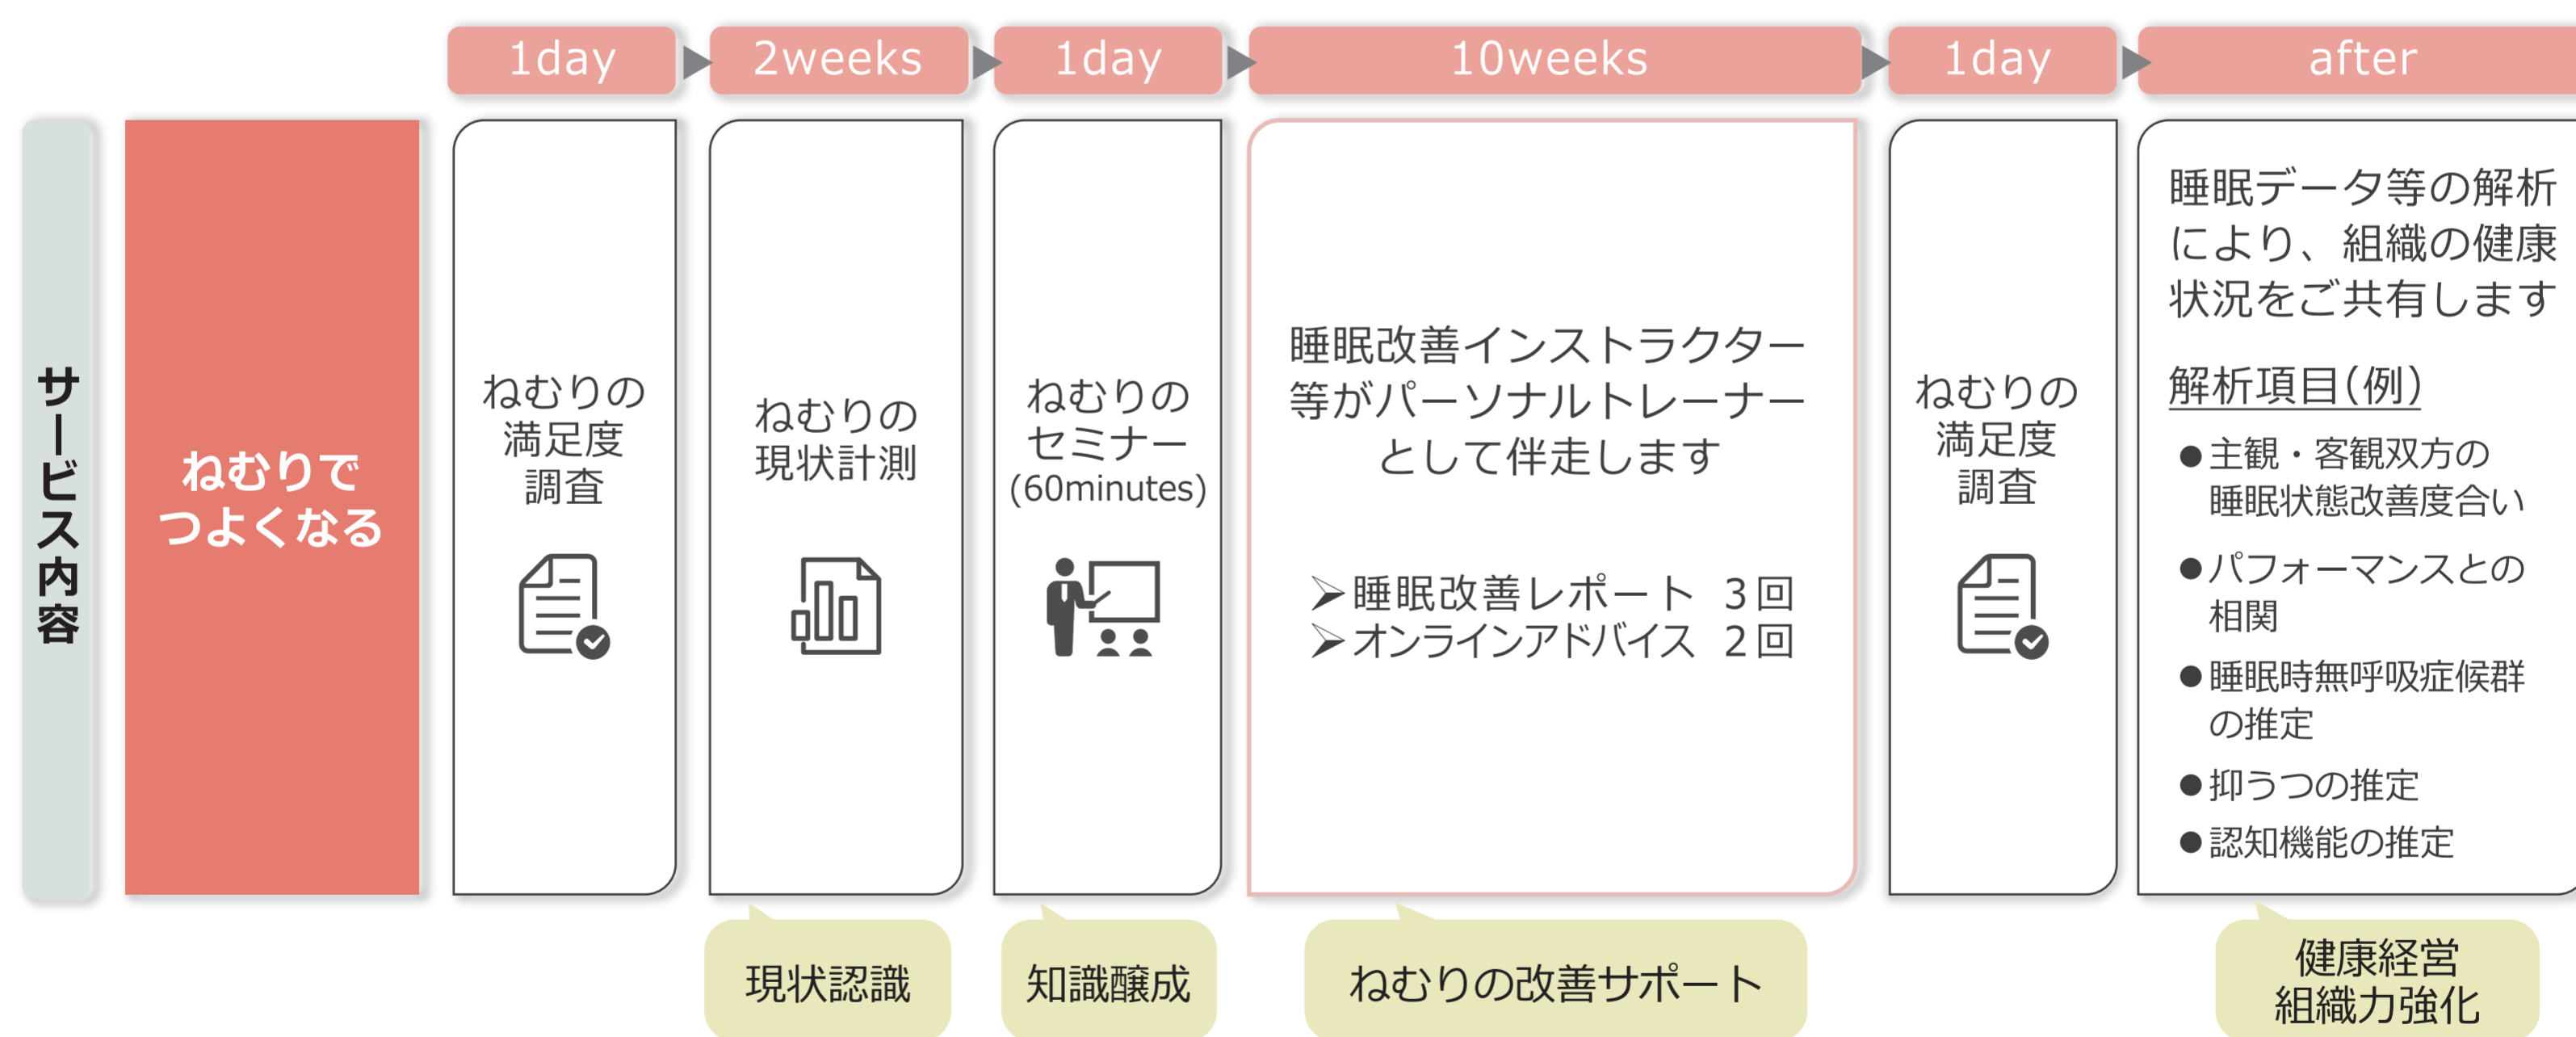 1day
2weeks
1day
10weeks
1day
after
サービス内容
ねむりで
つよくなる
ねむりの
満足度
調査
ねむりの
現状計測
ねむりの
セミナー
(60minutes)
睡眠改善インストラクター
等がパーソナルトレーナー
として伴走します
➢睡眠改善レポート 3回
➢オンラインアドバイス 2回
ねむりの
満足度
調査
睡眠データ等の解析
により、組織の健康
状況をご共有します
解析項目(例)
●主観・客観双方の
睡眠状態改善度合い
●パフォーマンスとの
相関
●睡眠時無呼吸症候群
の推定
●抑うつの推定
●認知機能の推定
現状認識
知識醸成
ねむりの改善サポート
健康経営
組織力強化